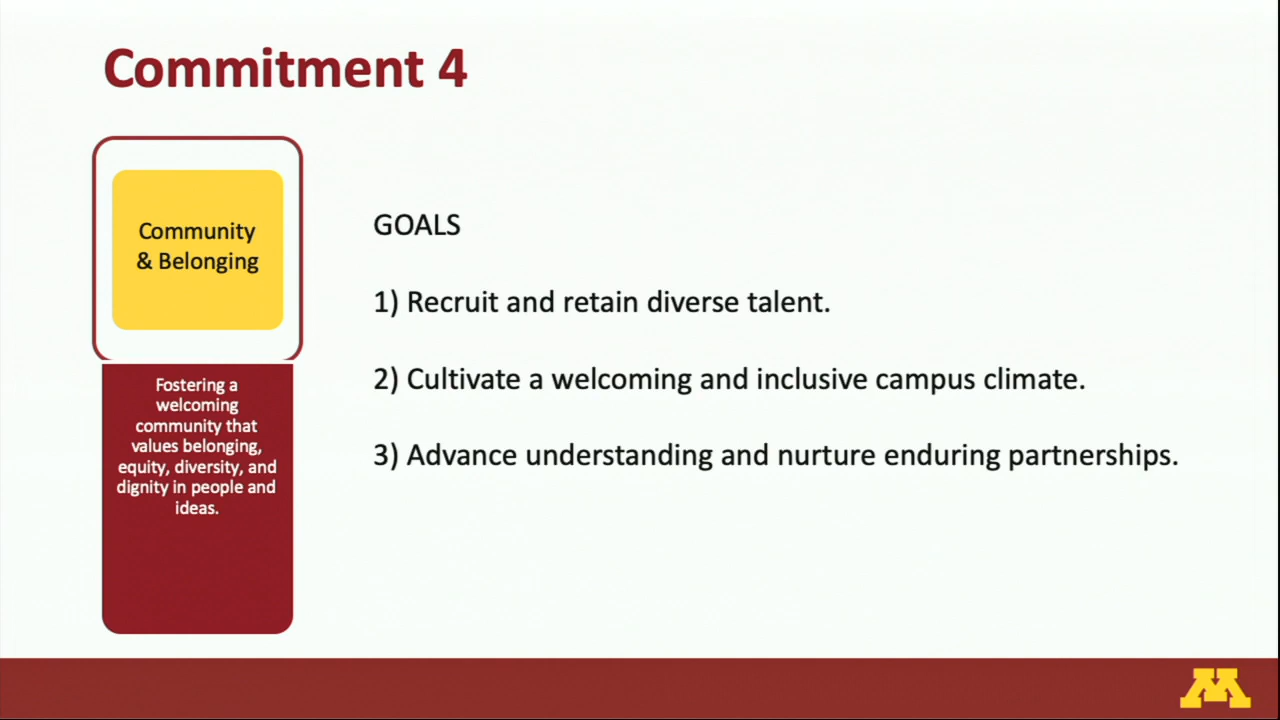 Commitment 4
Community
& Belonging
Fostering a
welcoming
community that
values belonging,
equity, diversity, and
dignity in people and
ideas.
GOALS
1) Recruit and retain diverse talent.
2) Cultivate a welcoming and inclusive campus climate.
3) Advance understanding and nurture enduring partnerships.
M